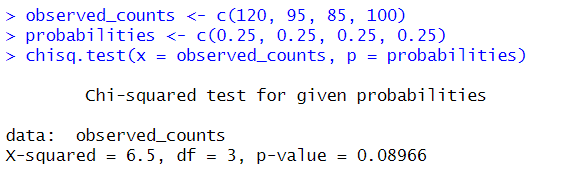 > observed_counts <- c(120, 95, 85, 100)
> probabilities <- c(0.25, 0.25, 0.25, 0.25)
> chisq.test(x = observed_counts, p = probabilities)
Chi-squared test for given probabilities
data:  observed_counts
X-squared = 6.5, df = 3, p-value = 0.08966